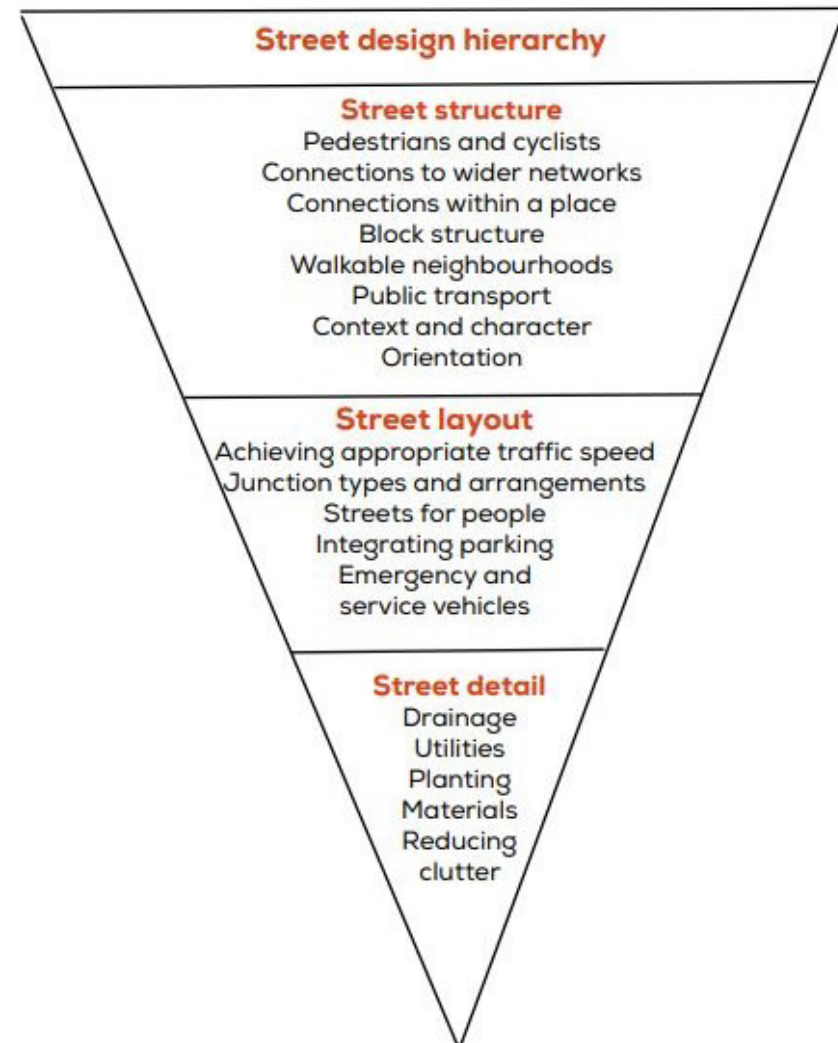 Street design hierarchy
Street structure
Pedestrians and cyclists
Connections to wider networks
Connections within a place
Block structure
Walkable neighbourhoods
Public transport
Context and character
Orientation
Street layout
Achieving appropriate traffic speed
Junction types and arrangements
Streets for people
Integrating parking
Emergency and
service vehicles
Street detail
Drainage
Utilities
Planting
Materials
Reducing
clutter